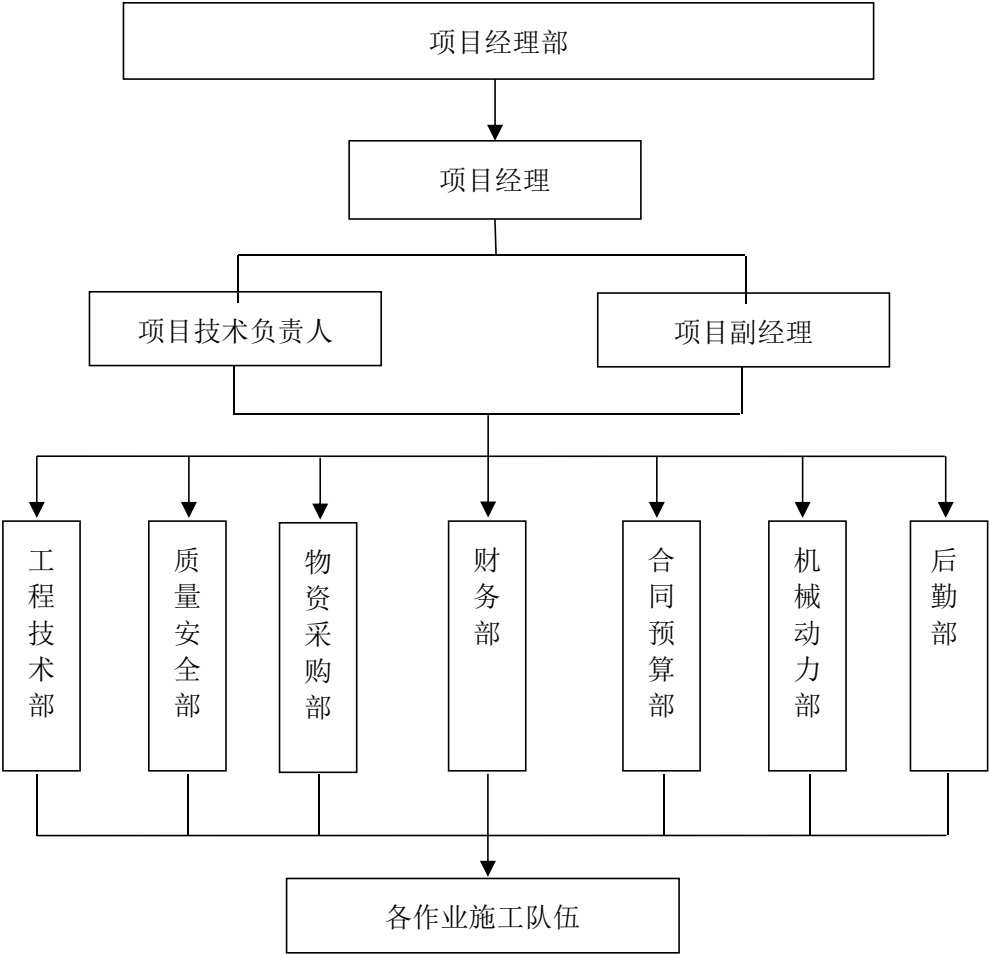 项目经理部
项目经理
项目技术负责人
项目副经理
工程技术部
质量安全部
物资采购部
财务部
合同预算部
机械动力部
后勤部
各作业施工队伍